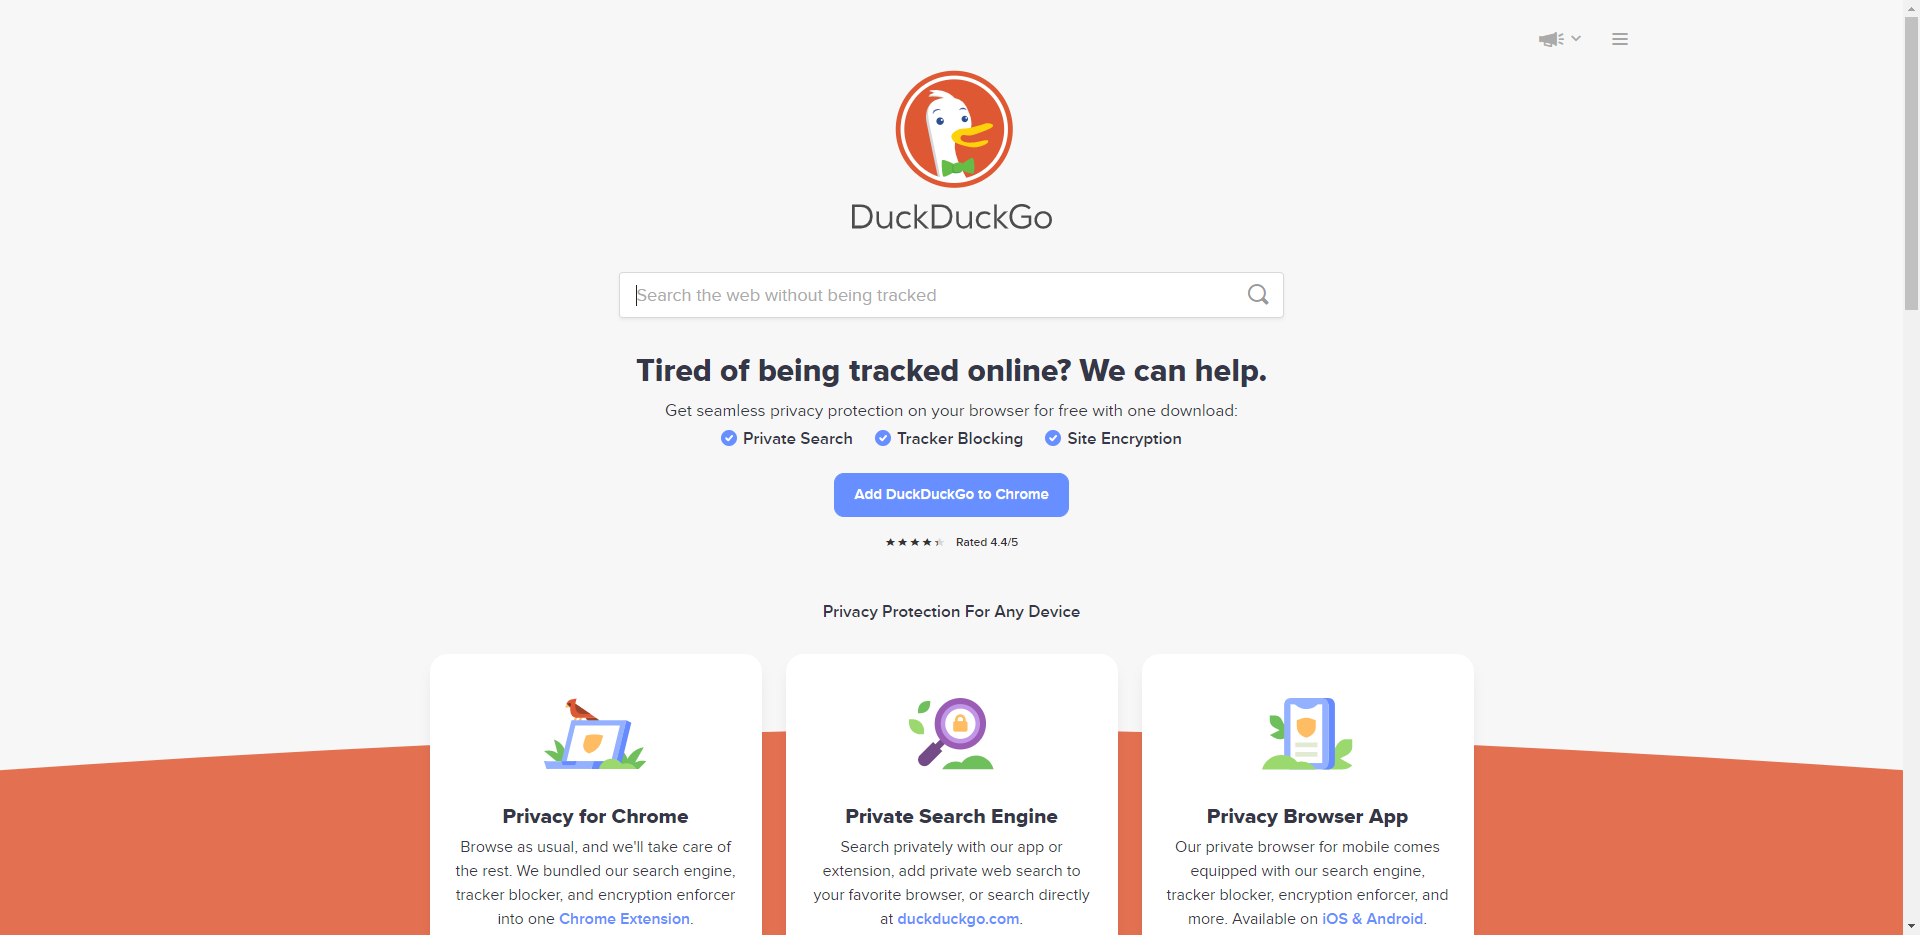 DuckDuckGo
Search the web without being tracked
Tired of being tracked online? We can help.
Get seamless privacy protection on your browser for free with one download:
Private Search Tracker Blocking Site Encryption
Add DuckDuckGo to Chrome
Rated 4.4/5
Privacy Protection For Any Device
Privacy for Chrome
Browse as usual, and we'll take care of
the rest. We bundled our search engine,
tracker blocker, and encryption enforcer
into one Chrome Extension.
Private Search Engine
Search privately with our app or
extension, add private web search to
your favorite browser, or search directly
at duckduckgo.com.
Privacy Browser App
Our private browser for mobile comes
equipped with our search engine,
tracker blocker, encryption enforcer, and
more. Available on iOS & Android.